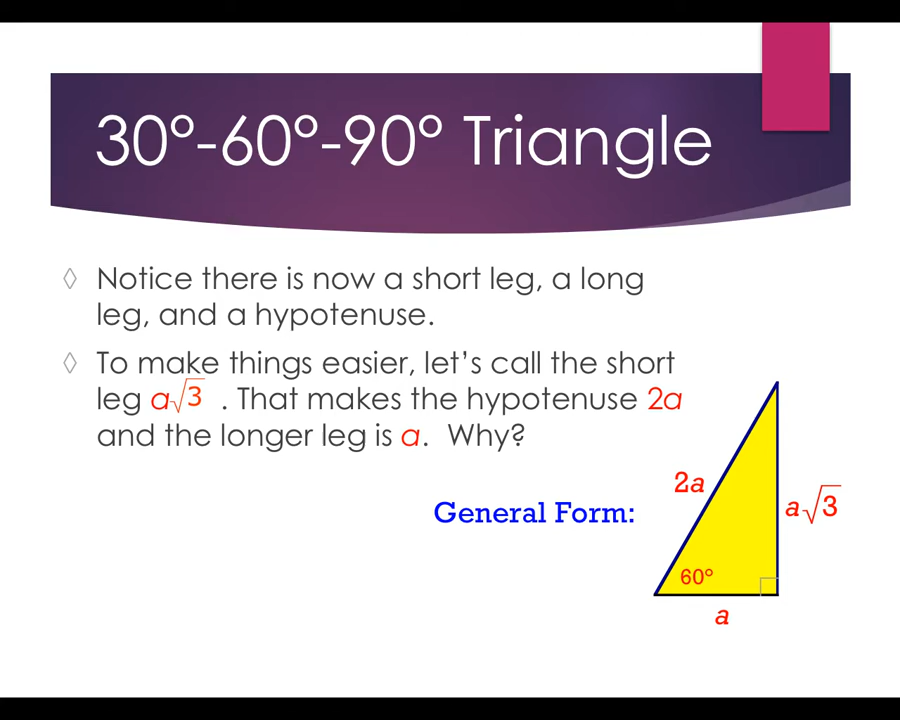 30°-60°-90° Triangle
◊ Notice there is now a short leg, a long
leg, and a hypotenuse.
◊ To make things easier, let’s call the short
leg a√3 . That makes the hypotenuse 2a
and the longer leg is a. Why?
2a
General Form:
a√3
60°
a